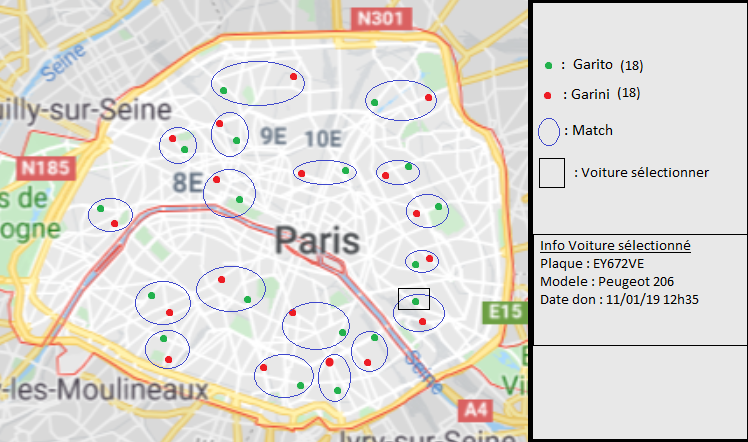 N301
Seine
uilly-sur-Seine
9E
10E
N185
8E
s de
ogne
Paris
E15
Seine
-les-Moulineaux
Vi
A4
Ivry-sur-Seine
: Garito (18)
: Garini (18)
: Match
: Voiture sélectionner
Info Voiture sélectionné
Plaque : EY672VE
Modele : Peugeot 206
Date don : 11/01/19 12h35